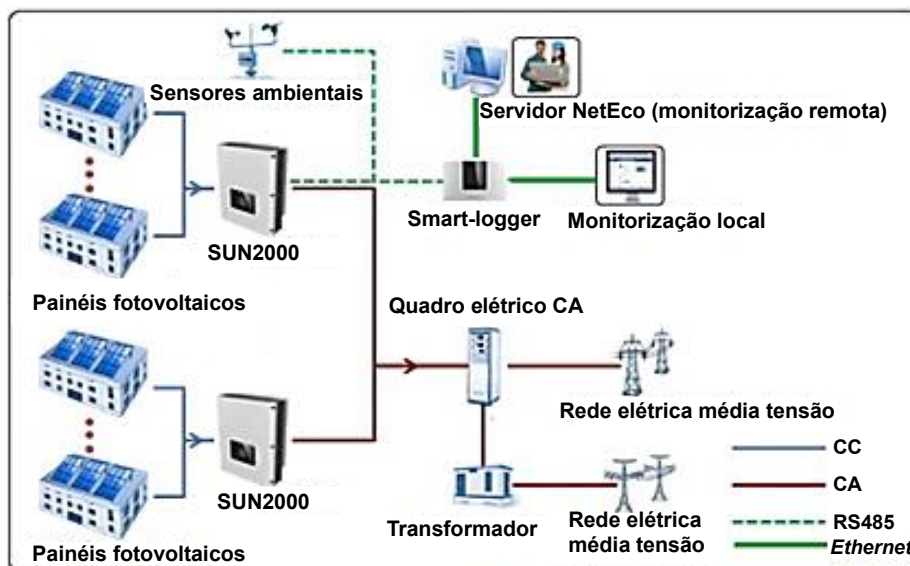 Sensores ambientais
Servidor NetEco (monitorização remota)
Smart-logger
Monitorização local
SUN2000
Painéis fotovoltaicos
Quadro elétrico CA
Rede elétrica média tensão
SUN2000
Transformador
Rede elétrica
média tensão
Painéis fotovoltaicos
CC
CA
RS485
Ethernet